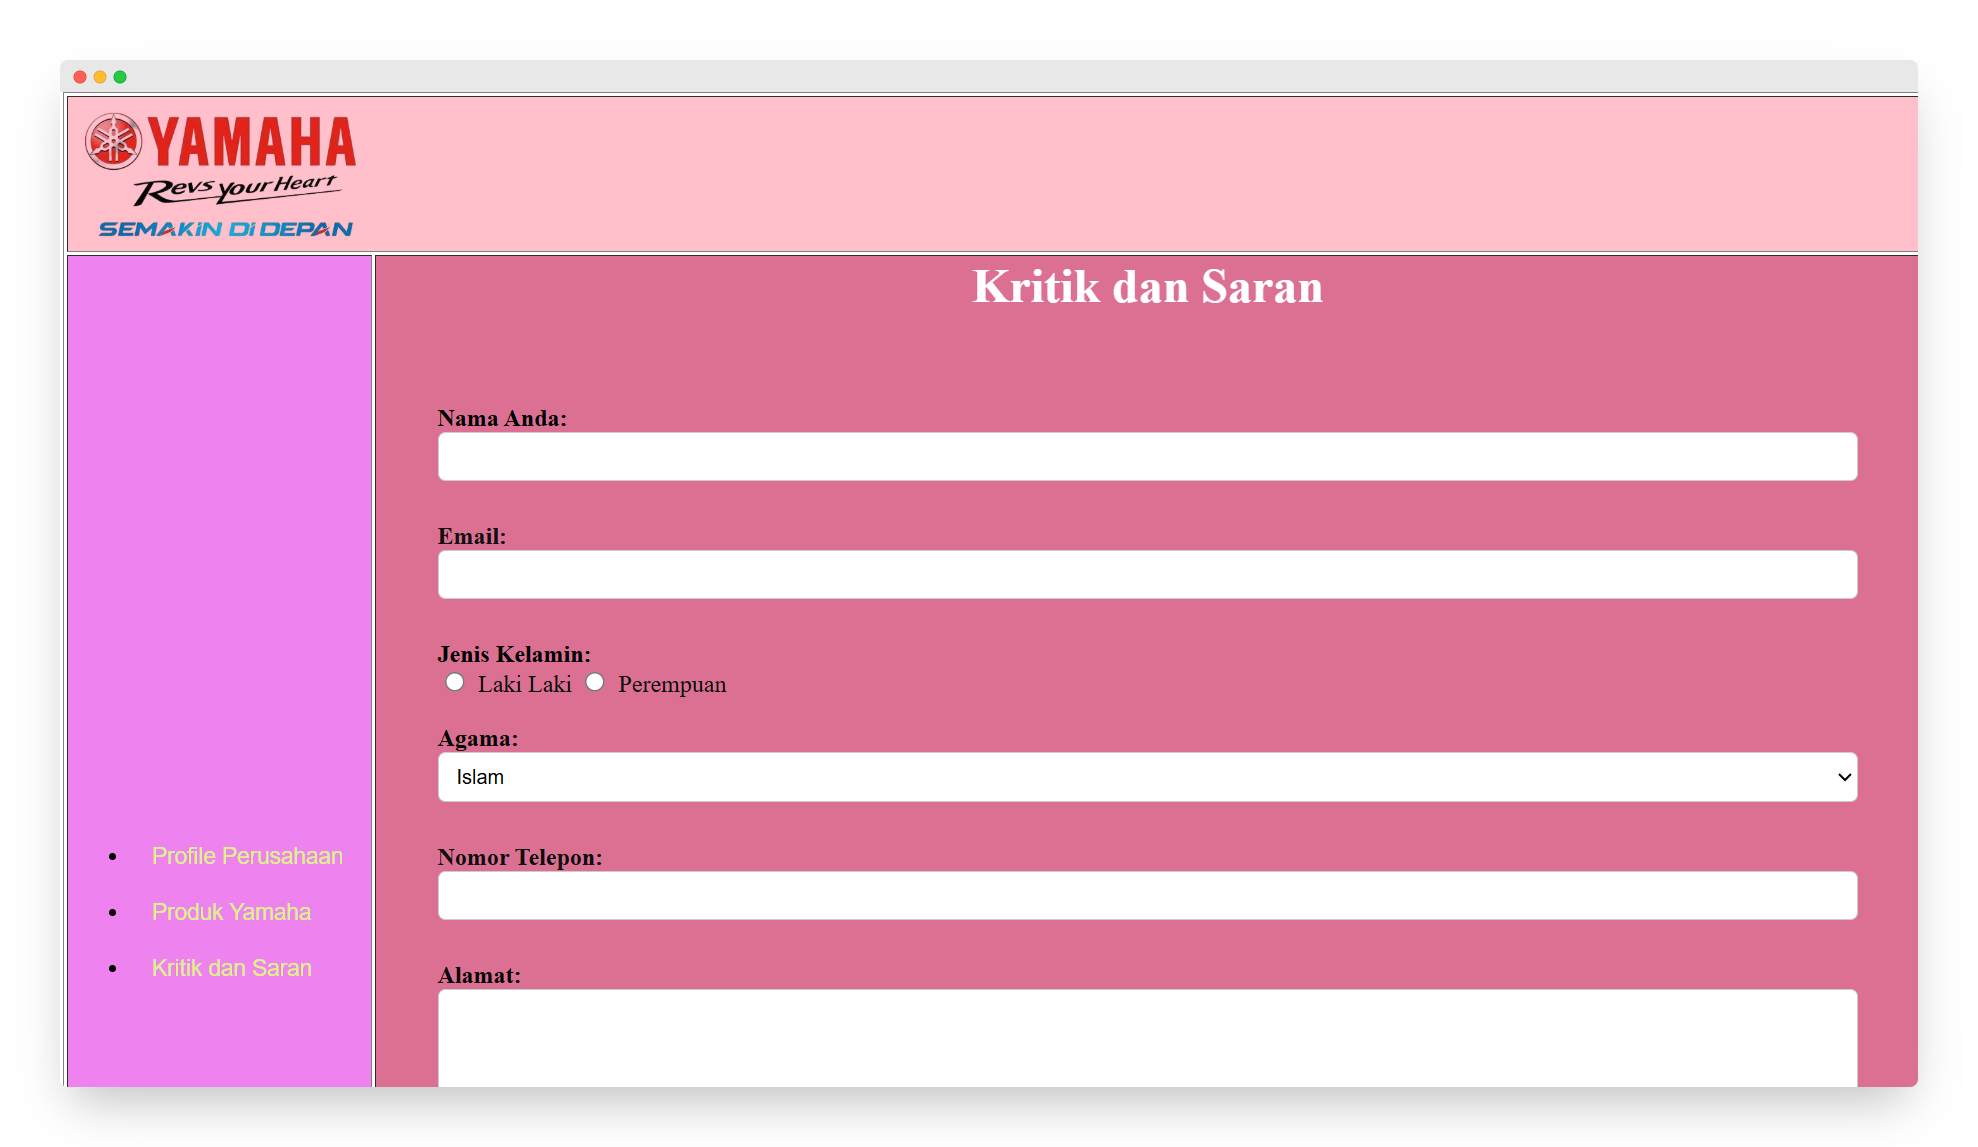 YAMAHA
Revs your Heart
SEMAKIN DI DEPAN
Kritik dan Saran
Nama Anda:
Email:
Jenis Kelamin:
Laki Laki Perempuan
Agama:
Islam
Nomor Telepon:
Alamat:
Profile Perusahaan
Produk Yamaha
Kritik dan Saran